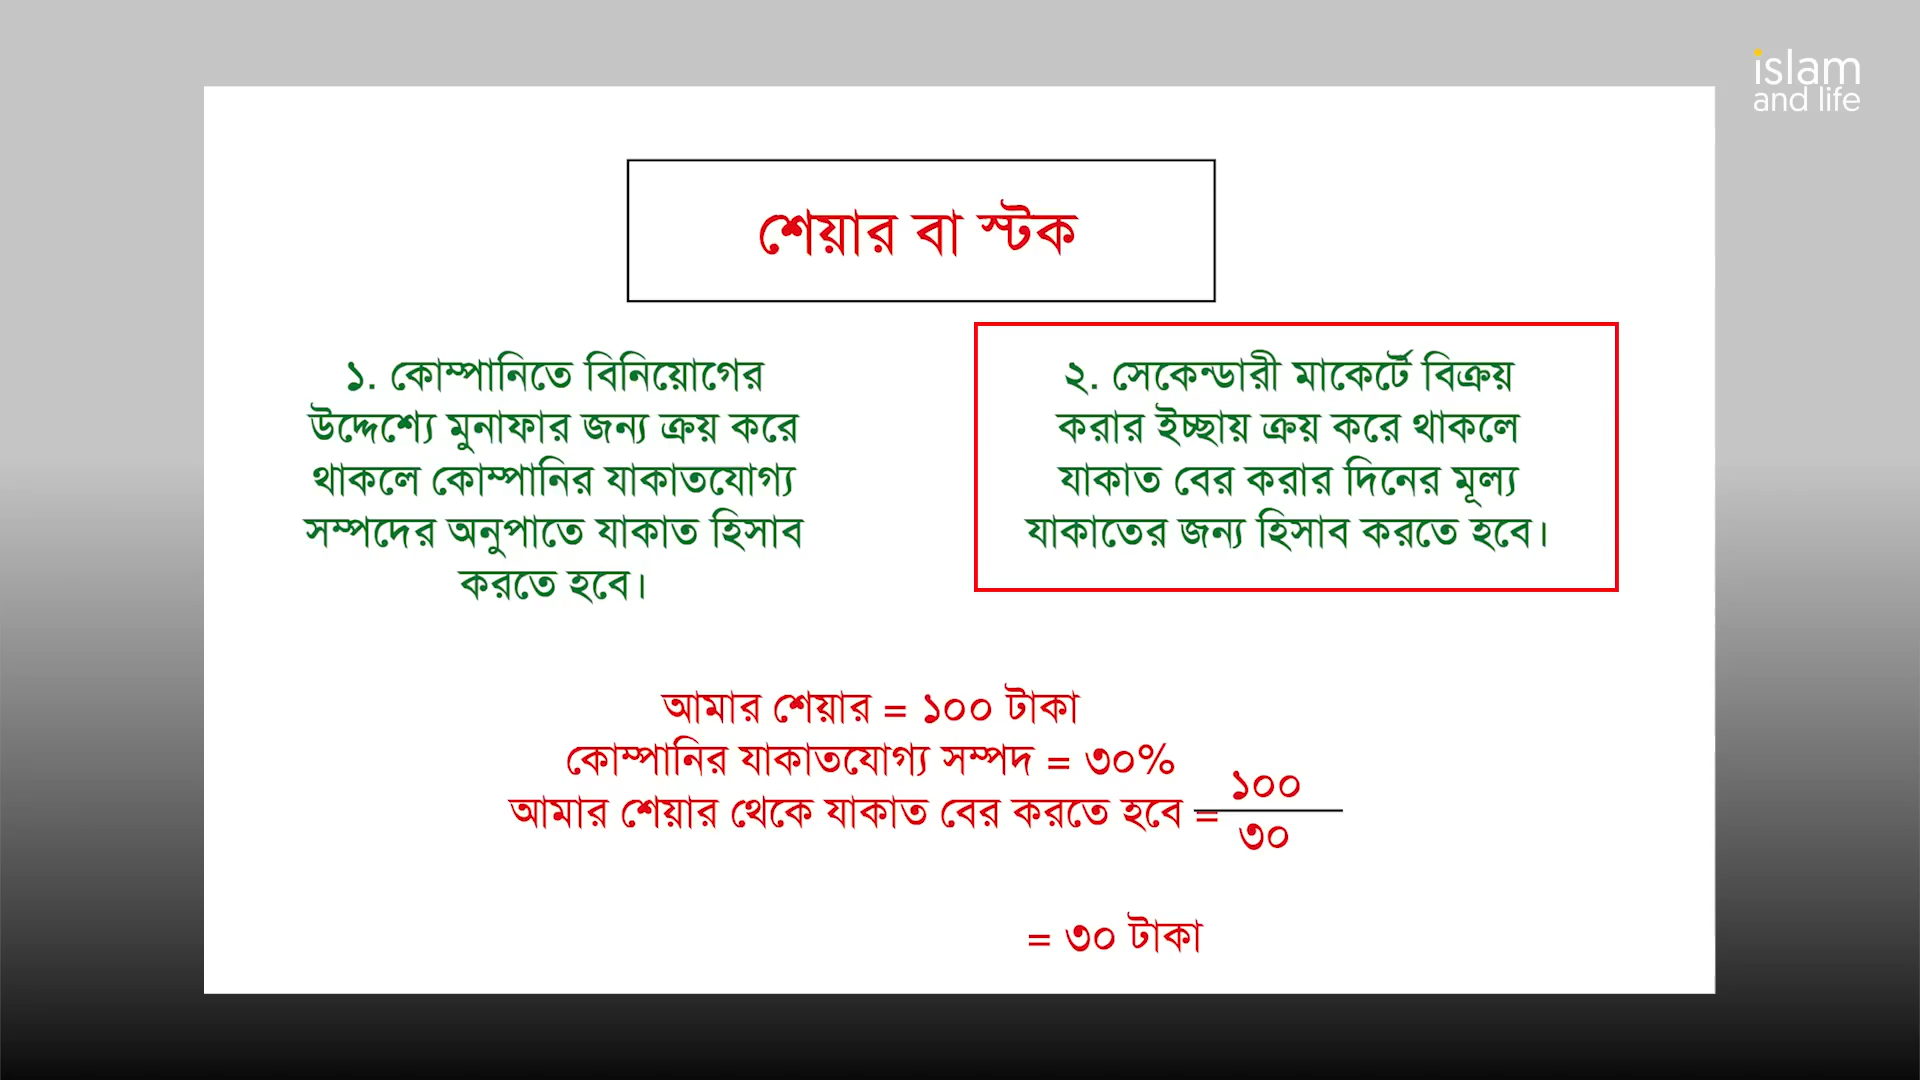 islam
and life
শেয়ার বা স্টক
১. কোম্পানিতে বিনিয়োগের
উদ্দেশ্যে মুনাফার জন্য ক্রয় করে
থাকলে কোম্পানির যাকাতযোগ্য
সম্পদের অনুপাতে যাকাত হিসাব
করতে হবে।
২. সেকেন্ডারী মাকের্টে বিক্রয়
করার ইচ্ছায় ক্রয় করে থাকলে
যাকাত বের করার দিনের মূল্য
যাকাতের জন্য হিসাব করতে হবে।
আমার শেয়ার = ১০০ টাকা
কোম্পানির যাকাতযোগ্য সম্পদ = ৩০%
আমার শেয়ার থেকে যাকাত বের করতে হবে =
১০০
৩০
= ৩০ টাকা